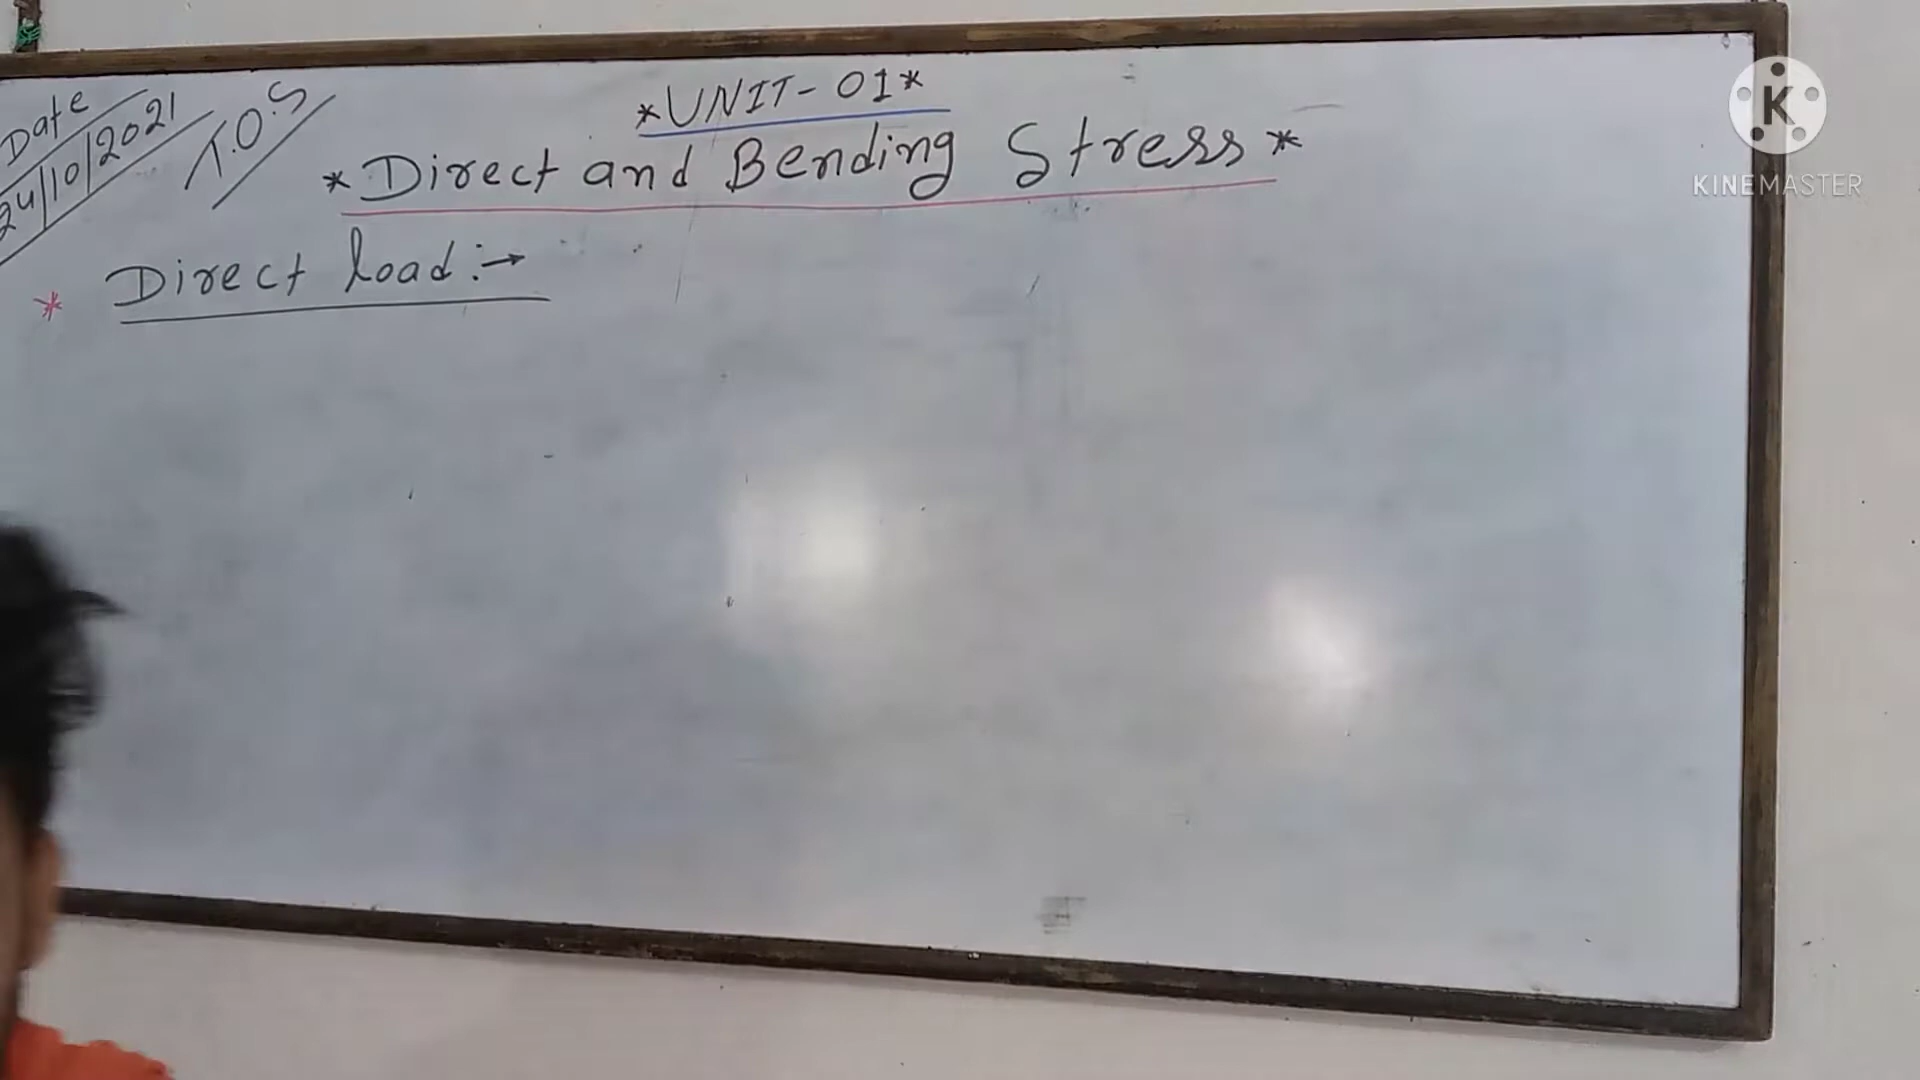 Date
24/10/2021
T.O.S
*UNIT-01*
*Direct and Bending Stress*
* Direct load:→
K
KINEMASTER